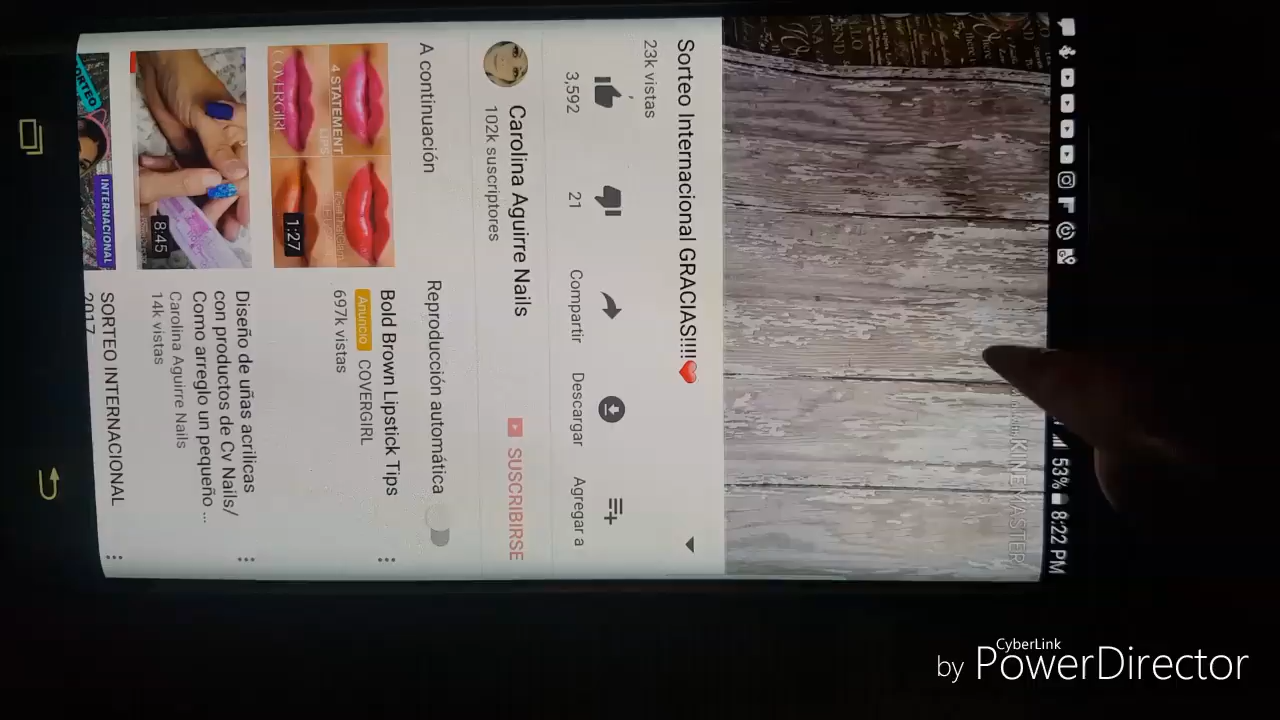 53% 8:22 PM
KINEMASTER
Sorteo Internacional GRACIAS!!!!❤
23k vistas
3,592
21
Compartir
Descargar
Agregar a
Carolina Aguirre Nails
102k suscriptores
SUSCRIBIRSE
A continuación
Reproducción automática
4 STATEMENT
LIPS
COVERGIRL
1:27
Bold Brown Lipstick Tips
Anuncio COVERGIRL
697k vistas
8:45
Diseño de uñas acrilicas
con productos de Cv Nails/
Como arreglo un pequeño ...
Carolina Aguirre Nails
14k vistas
SORTEO
INTERNACIONAL
SORTEO INTERNACIONAL
2017
CyberLink
by PowerDirector